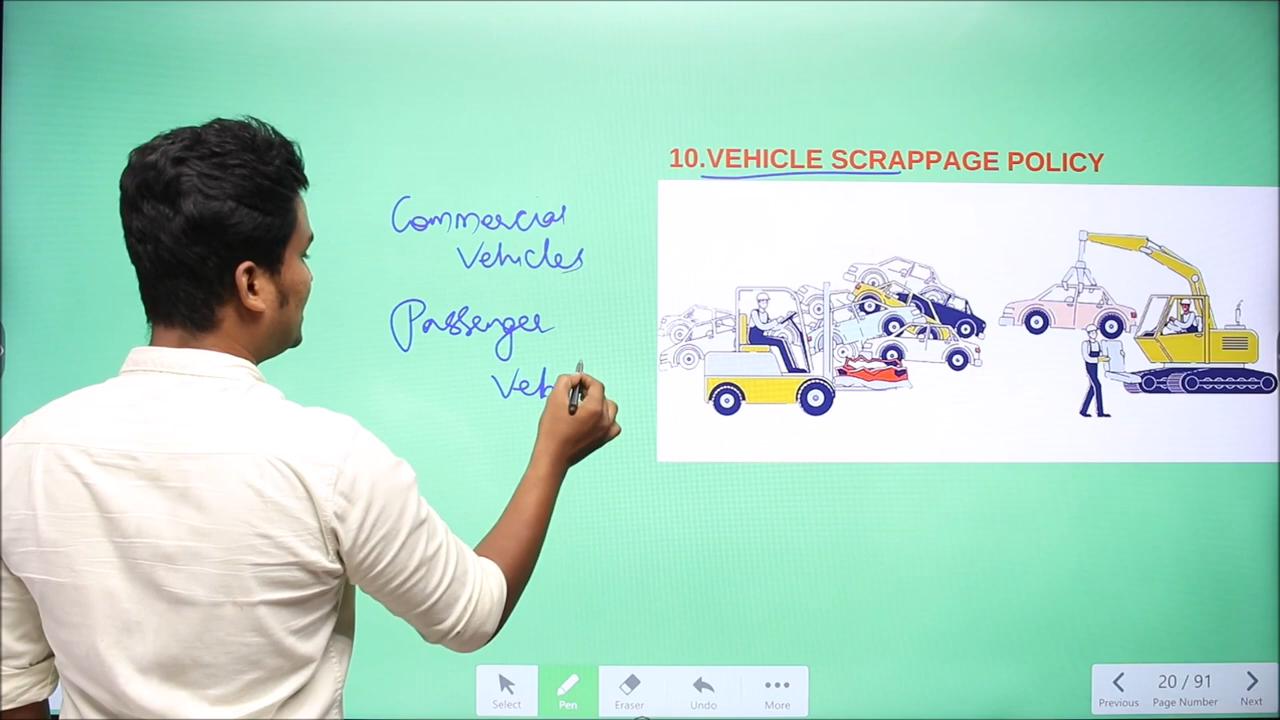 10.VEHICLE SCRAPPAGE POLICY
Commercial
Vehicles
Passenger
Veh
Select
Pen
Eraser
Undo
More
Previous
20 / 91
Page Number
Next